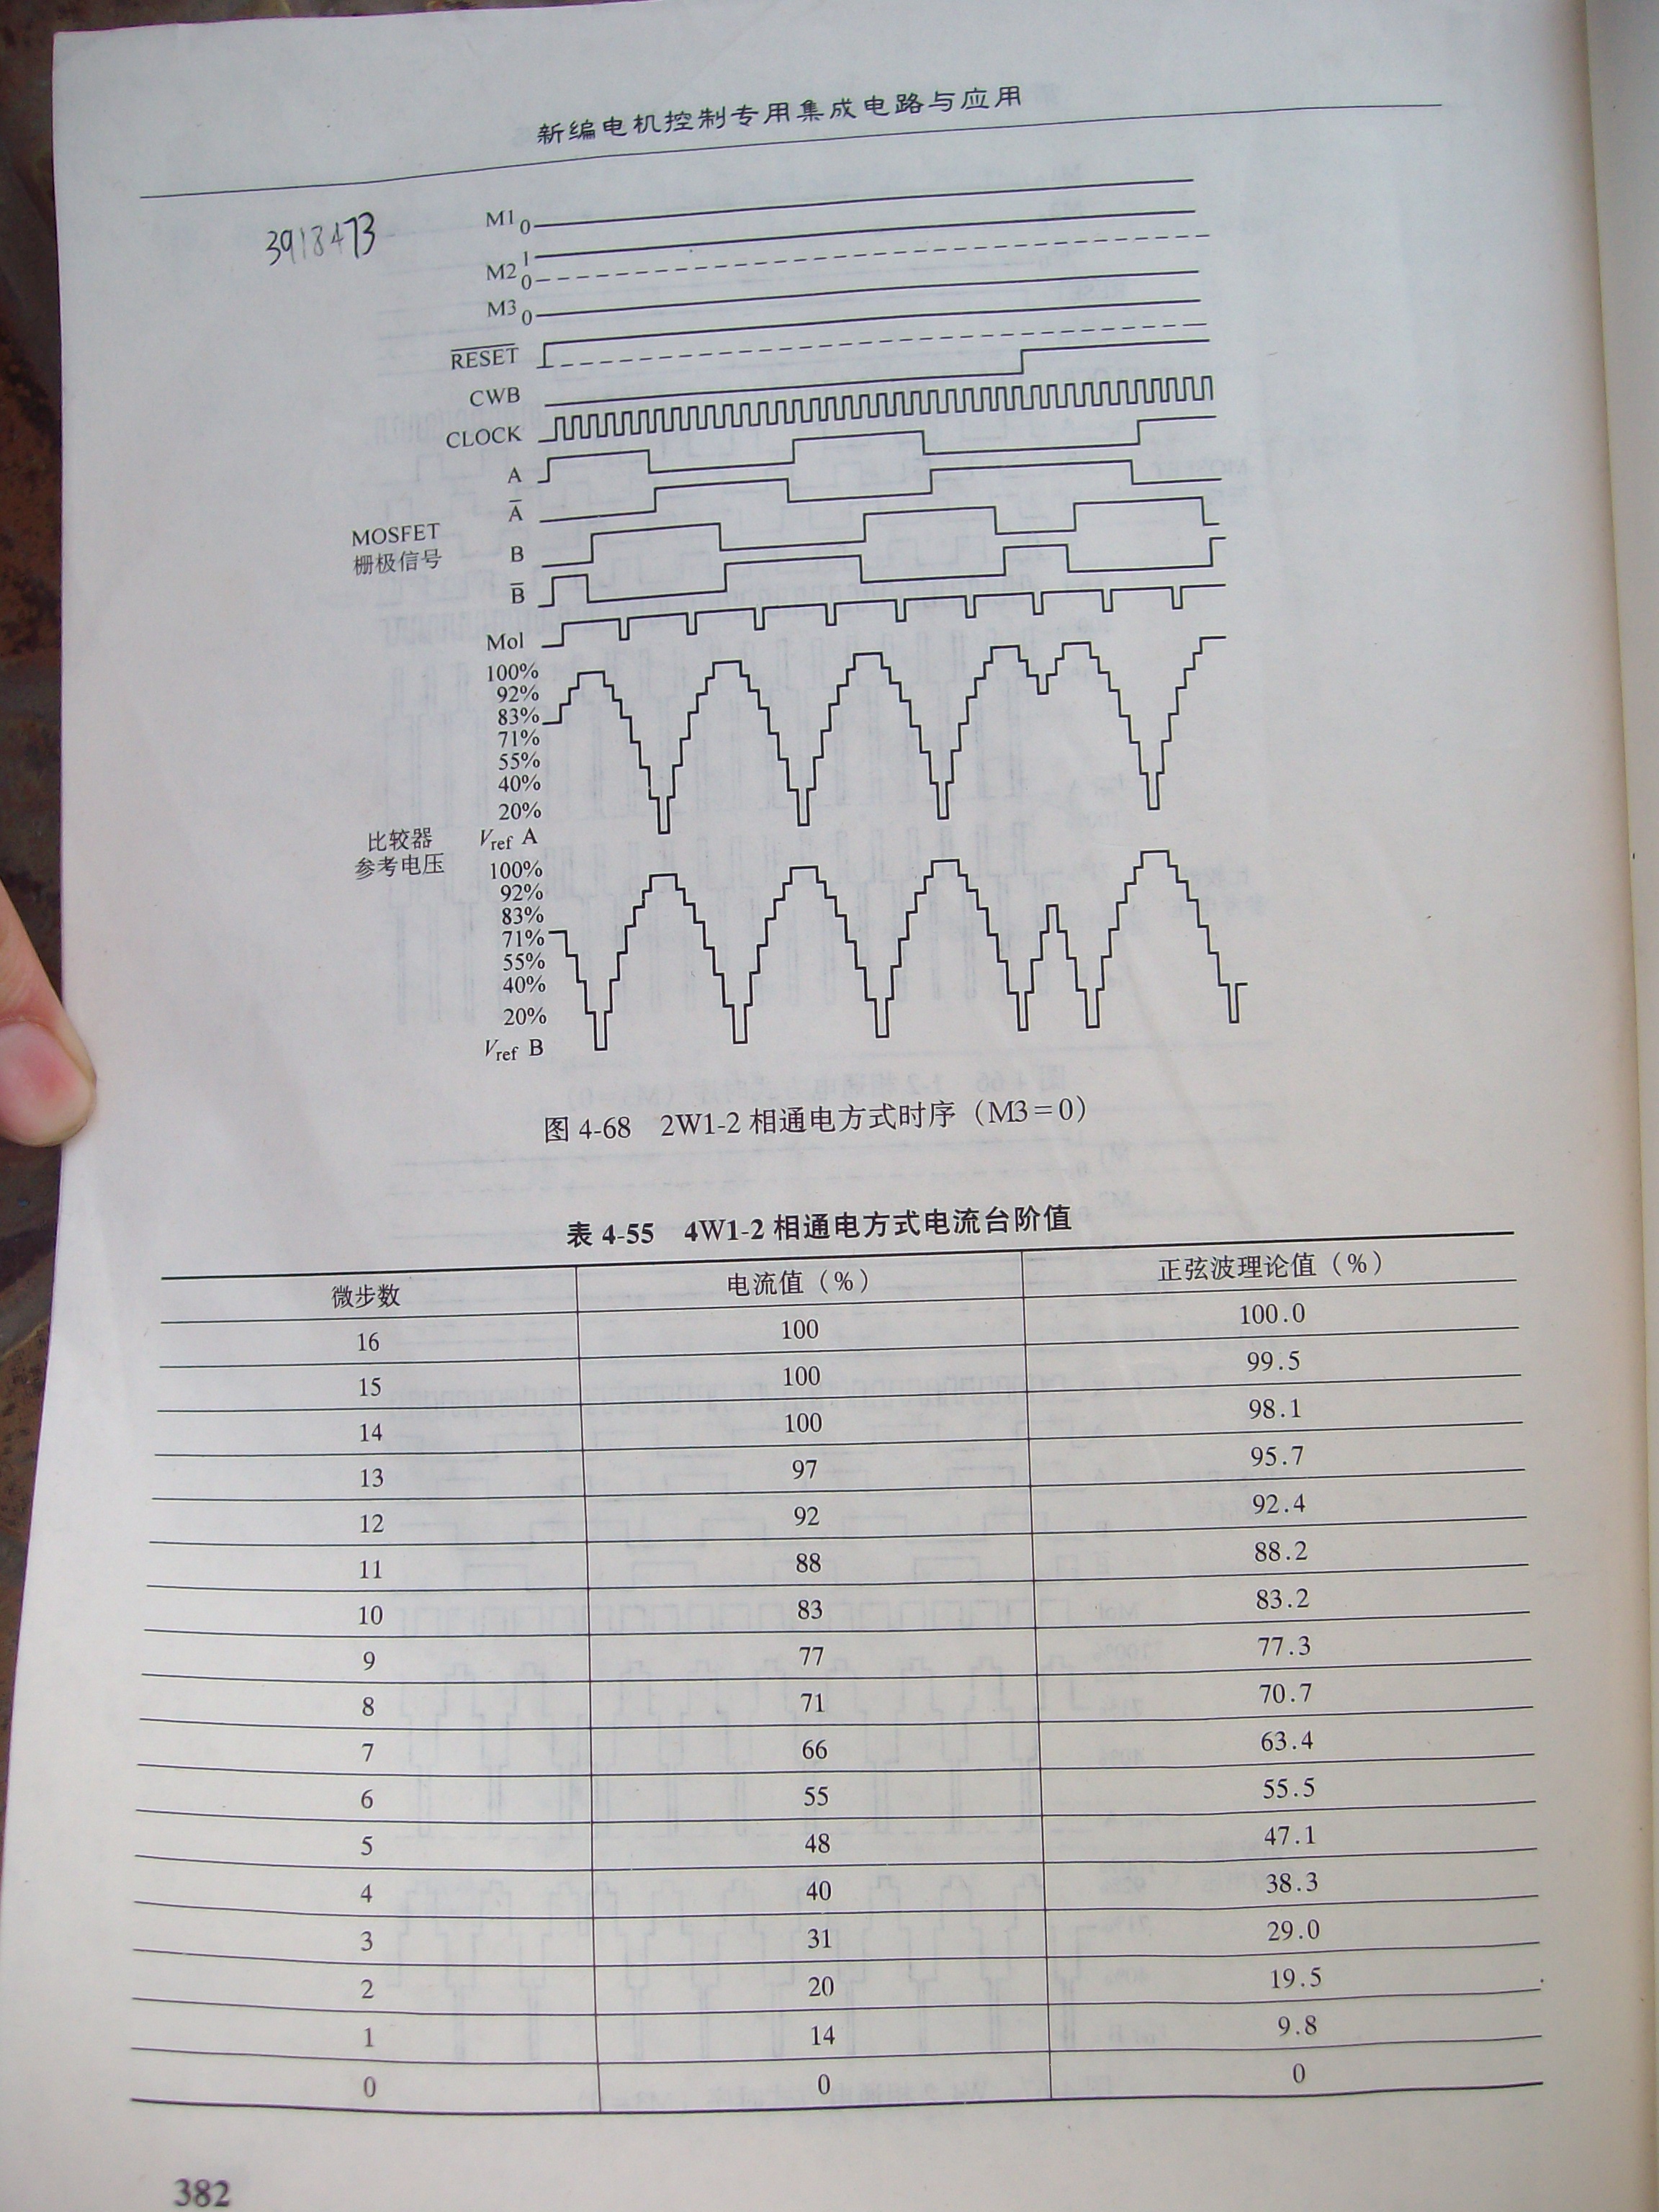 新编电机控制专用集成电路与应用
3918473
M1 0
M2 1
0
M3 0
RESET
CWB
CLOCK
A
A
MOSFET
栅极信号
B
B
Mol
100%
92%
83%
71%
55%
40%
20%
Vref A
比较器
参考电压
100%
92%
83%
71%
55%
40%
20%
Vref B
图 4-68 2W1-2 相通电方式时序（M3=0）
表 4-55 4W1-2 相通电方式电流台阶值
微步数 电流值（%） 正弦波理论值（%）
16 100 100.0
15 100 99.5
14 100 98.1
13 97 95.7
12 92 92.4
11 88 88.2
10 83 83.2
9 77 77.3
8 71 70.7
7 66 63.4
6 55 55.5
5 48 47.1
4 40 38.3
3 31 29.0
2 20 19.5
1 14 9.8
0 0 0
382